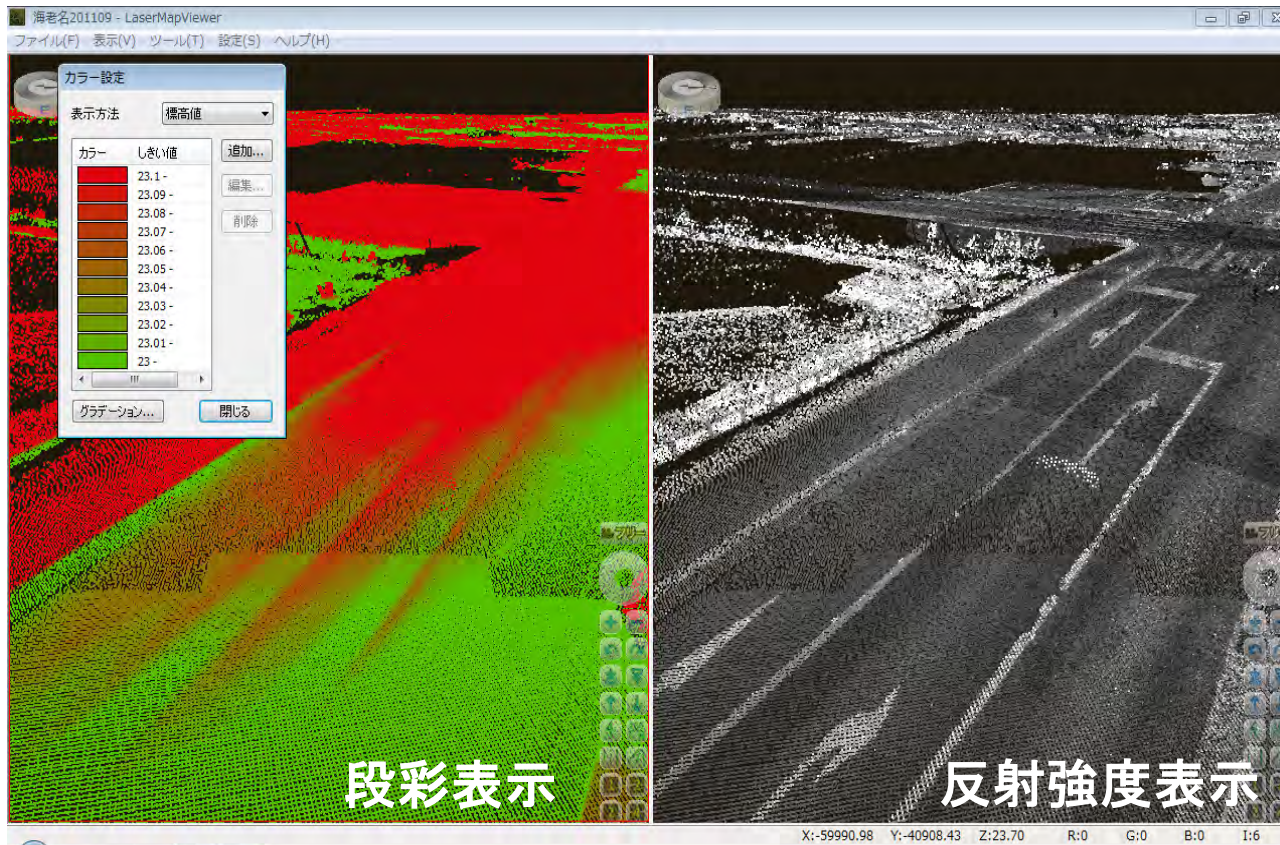 海老名201109 - LaserMapViewer
ファイル(F) 表示(V) ツール(T) 設定(S) ヘルプ(H)
カラー設定
表示方法 標高値
カラー しきい値
追加...
編集...
削除
23.1 -
23.09 -
23.08 -
23.07 -
23.06 -
23.05 -
23.04 -
23.03 -
23.02 -
23.01 -
23 -
グラデーション... 閉じる
段彩表示
反射強度表示
X:-59990.98 Y:-40908.43 Z:23.70 R:0 G:0 B:0 I:6